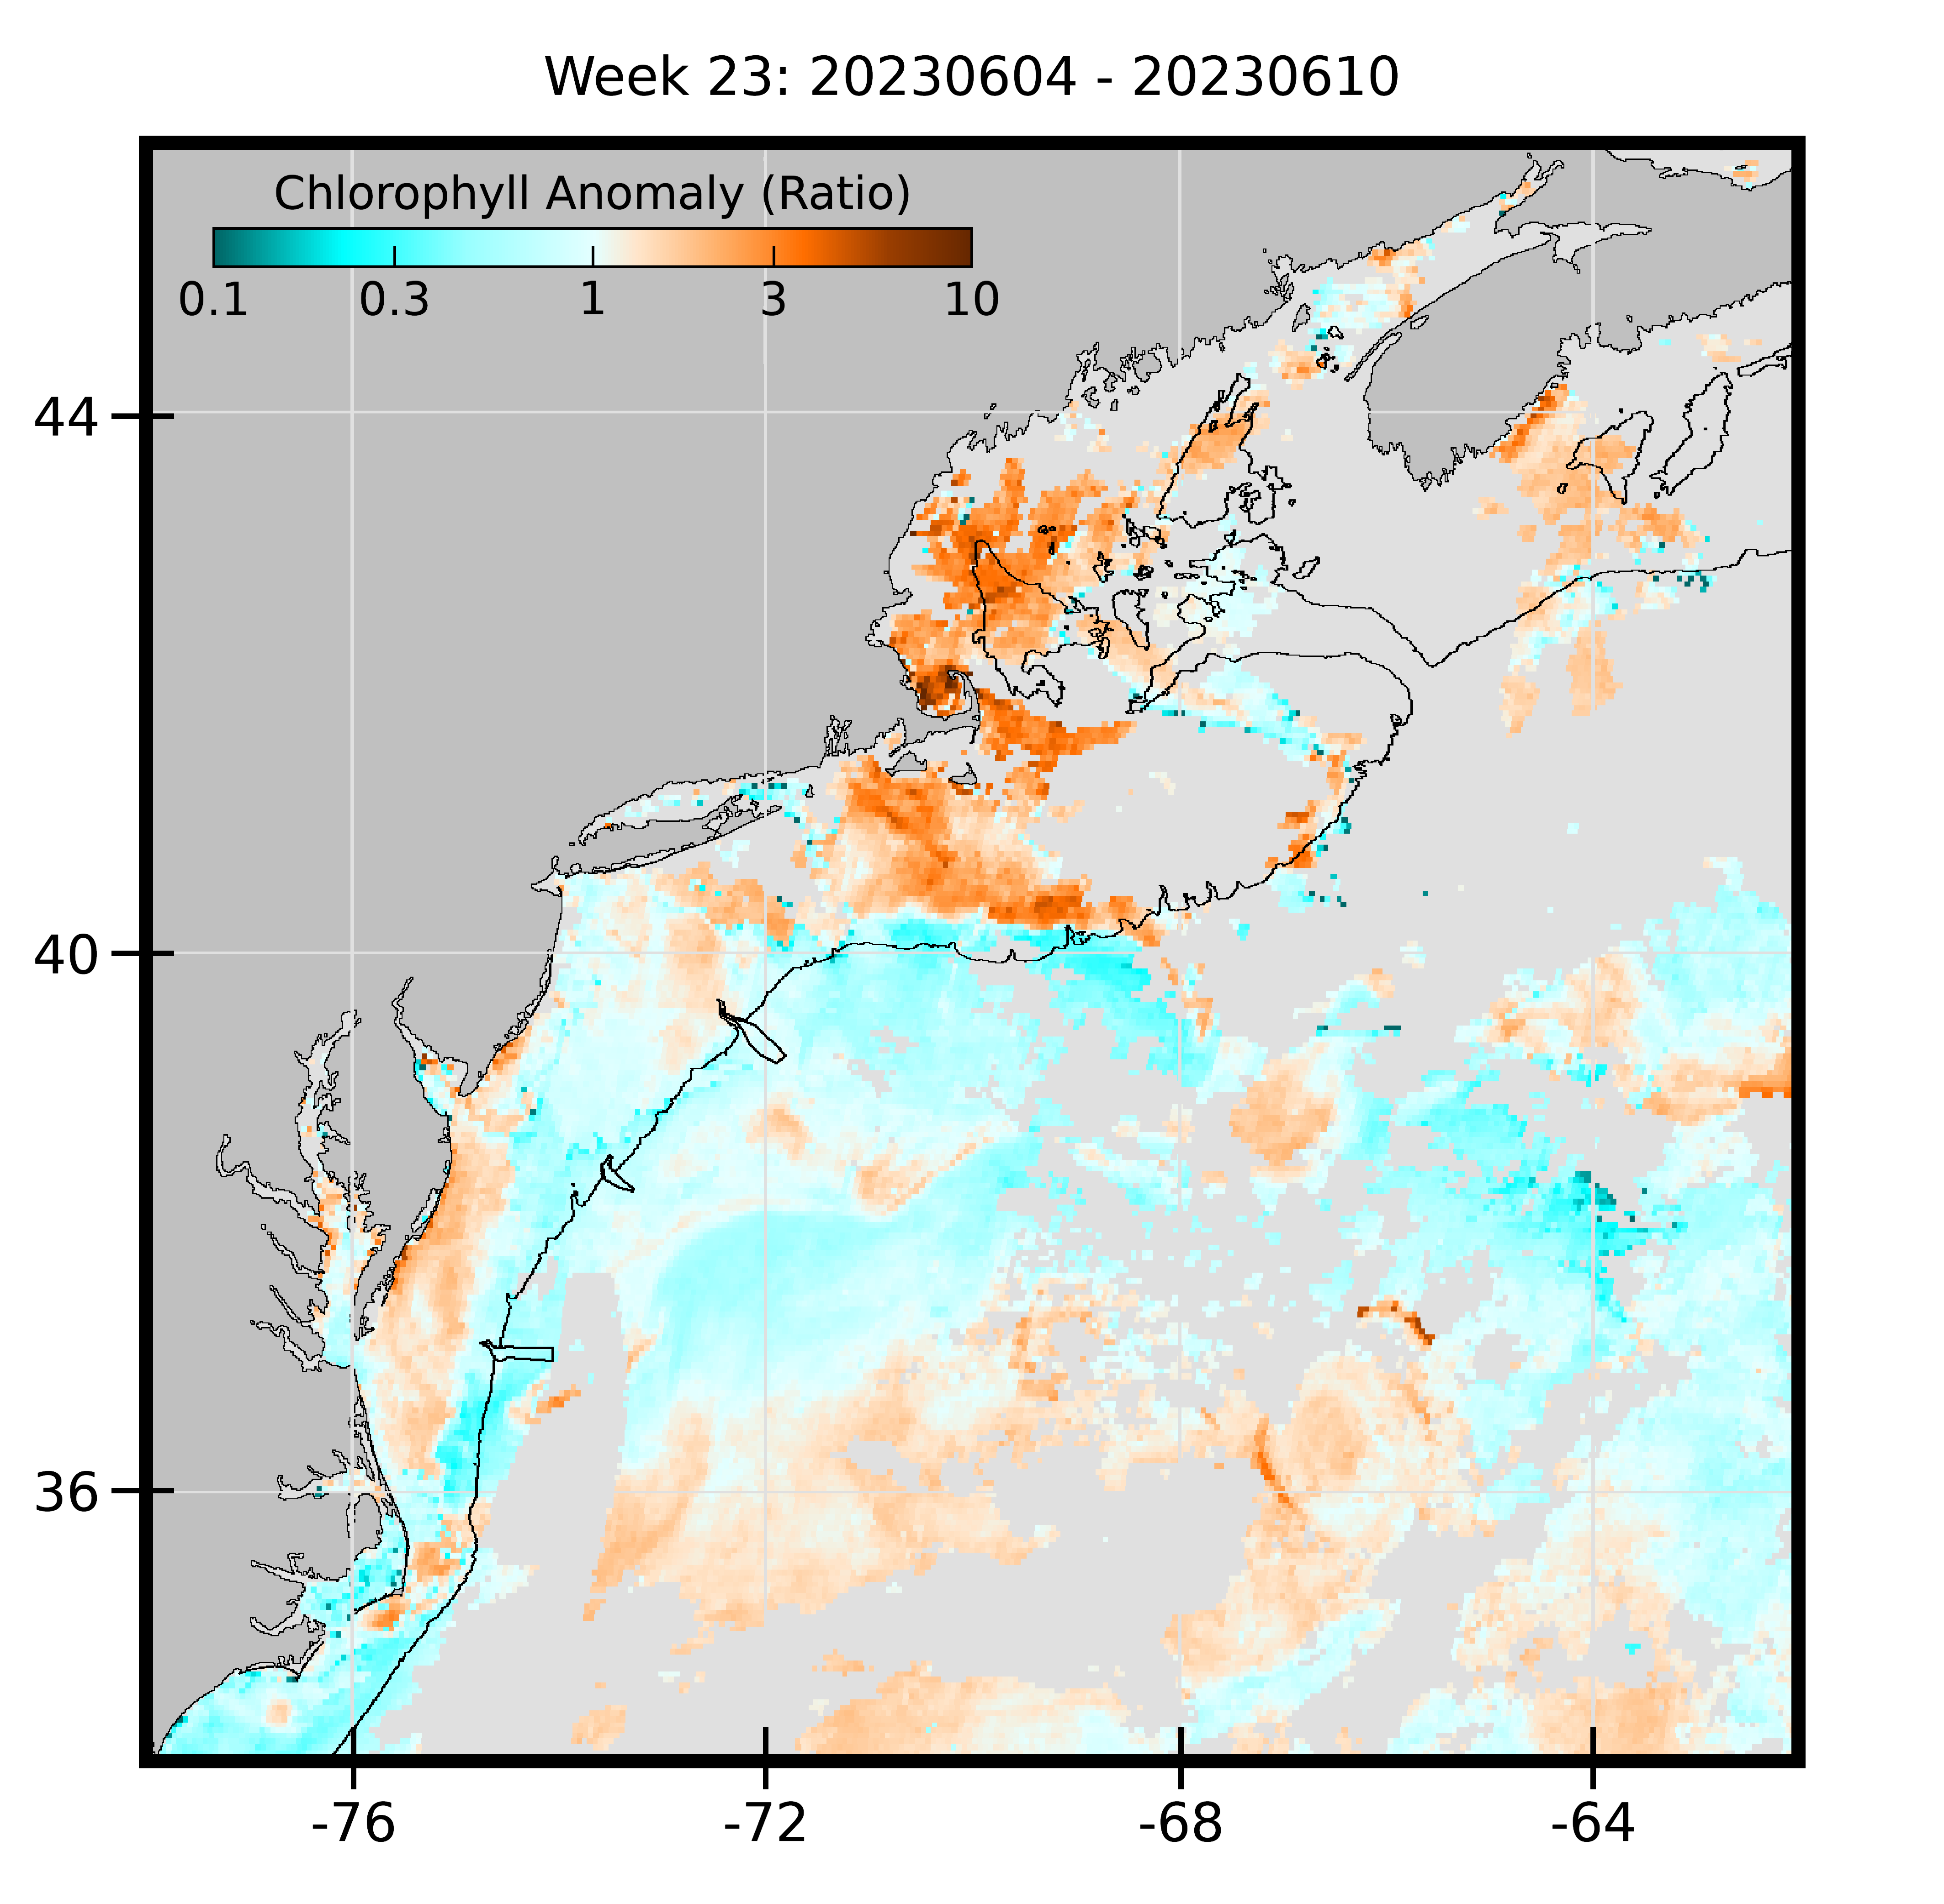 Week 23: 20230604 - 20230610
Chlorophyll Anomaly (Ratio)
0.1 0.3 1 3 10
44
40
36
-76 -72 -68 -64